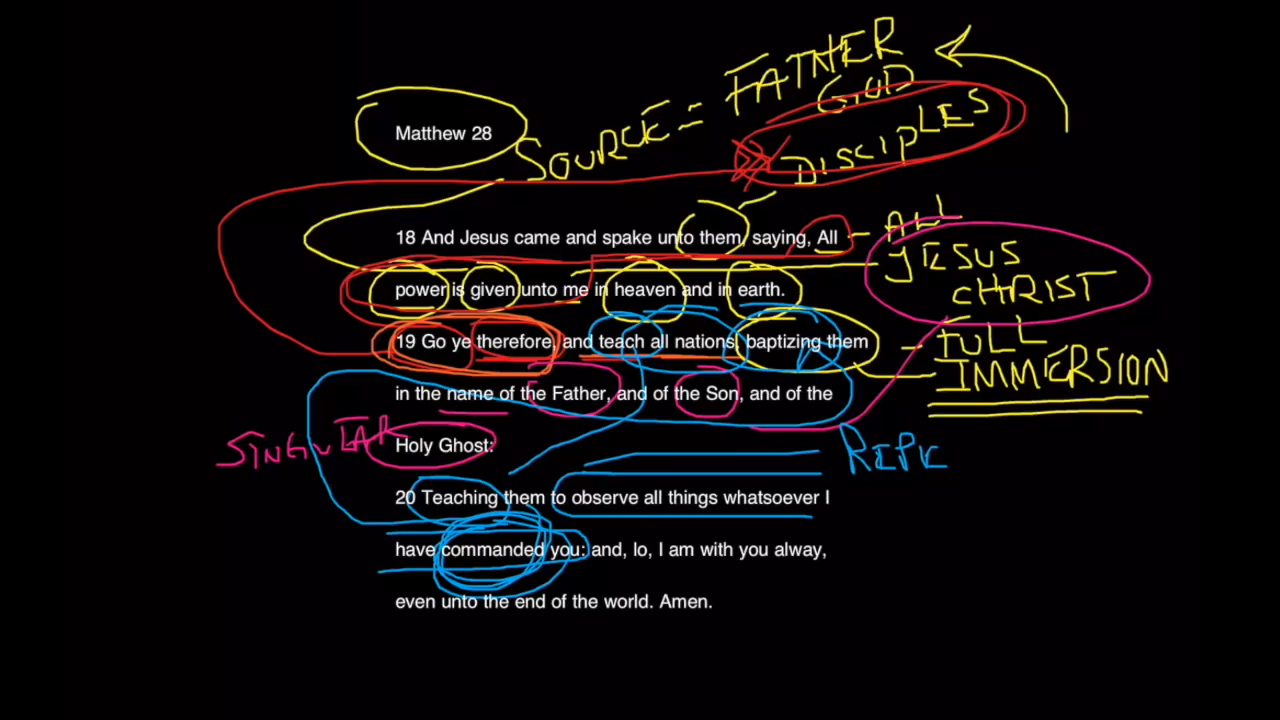 FATHER
GOD
SOURCE =
DISCIPLES
Matthew 28
ALL
18 And Jesus came and spake unto them, saying, All
JESUS
CHRIST
power is given unto me in heaven and in earth.
19 Go ye therefore, and teach all nations, baptizing them
FULL
IMMERSION
in the name of the Father, and of the Son, and of the
SINGULAR
Holy Ghost:
20 Teaching them to observe all things whatsoever I
have commanded you: and, lo, I am with you alway,
even unto the end of the world. Amen.